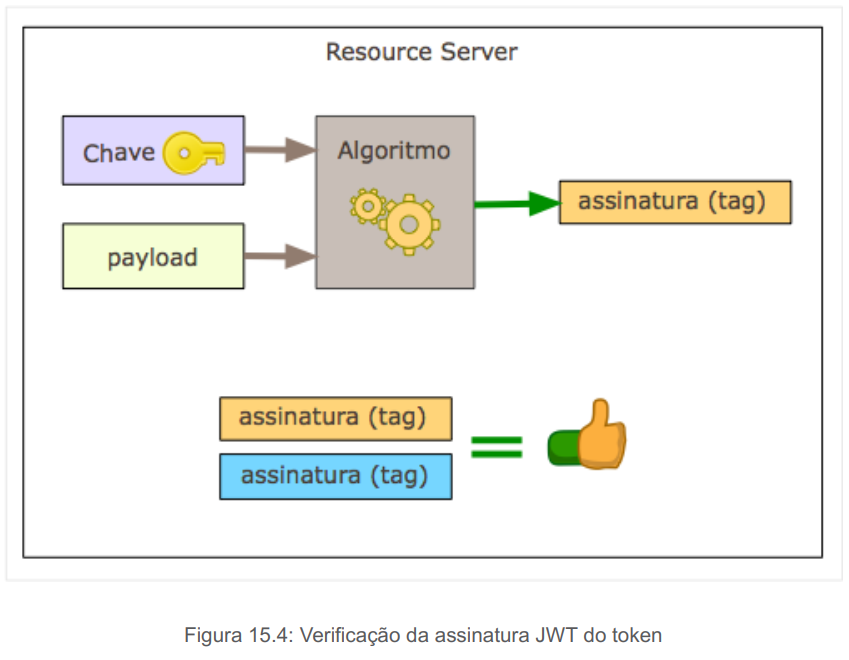 Resource Server
Chave
Algoritmo
payload
assinatura (tag)
assinatura (tag)
assinatura (tag)
Figura 15.4: Verificação da assinatura JWT do token